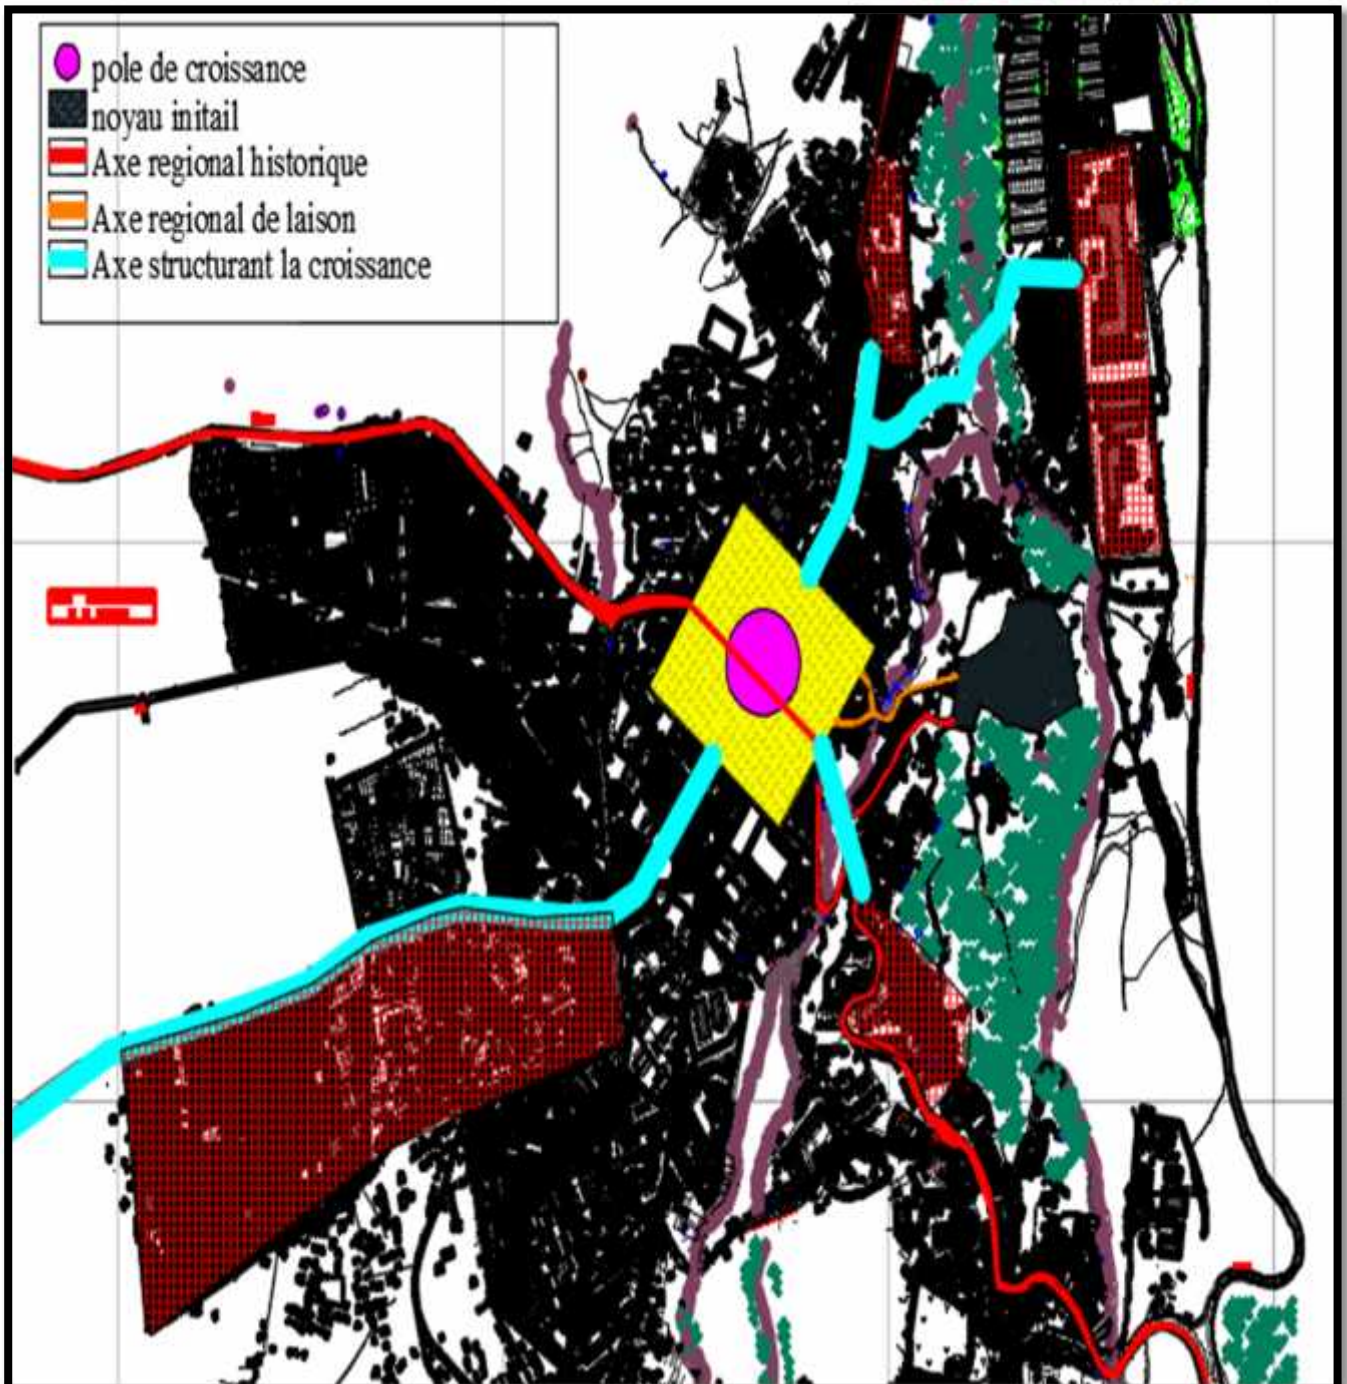 pole de croissance
noyau initail
Axe regional historique
Axe regional de laison
Axe structurant la croissance